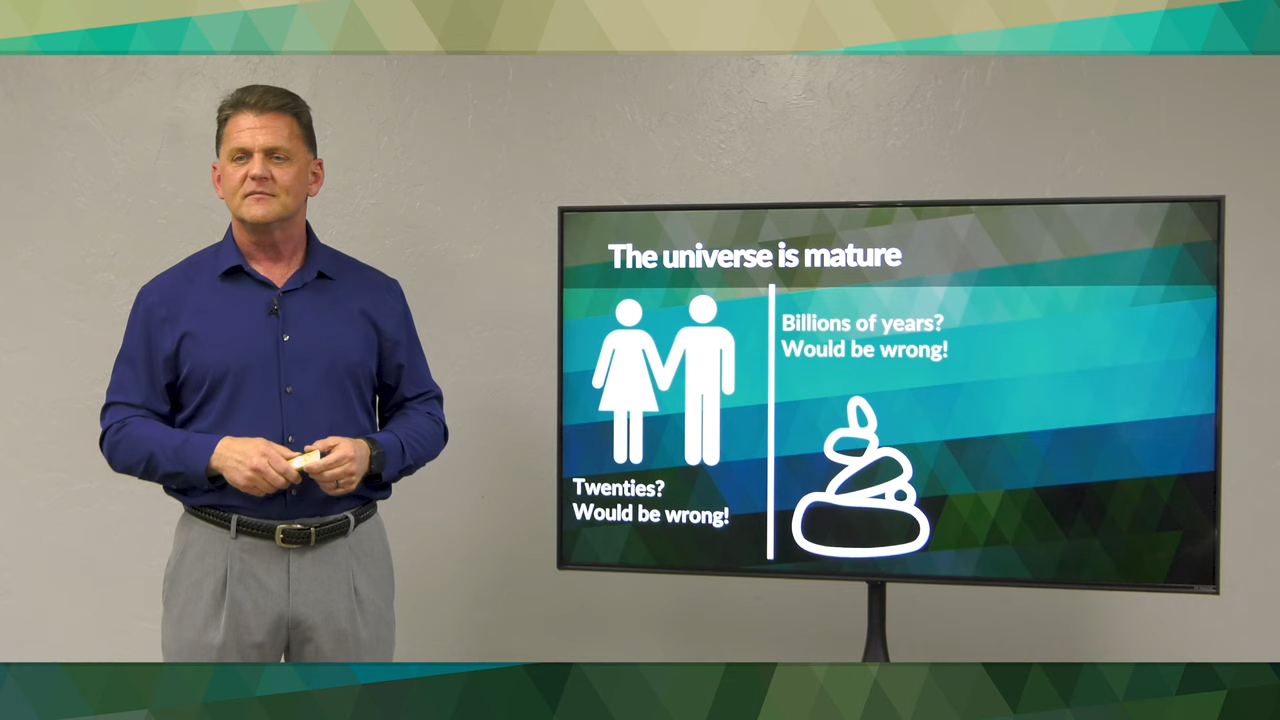 The universe is mature
Billions of years?
Would be wrong!
Twenties?
Would be wrong!